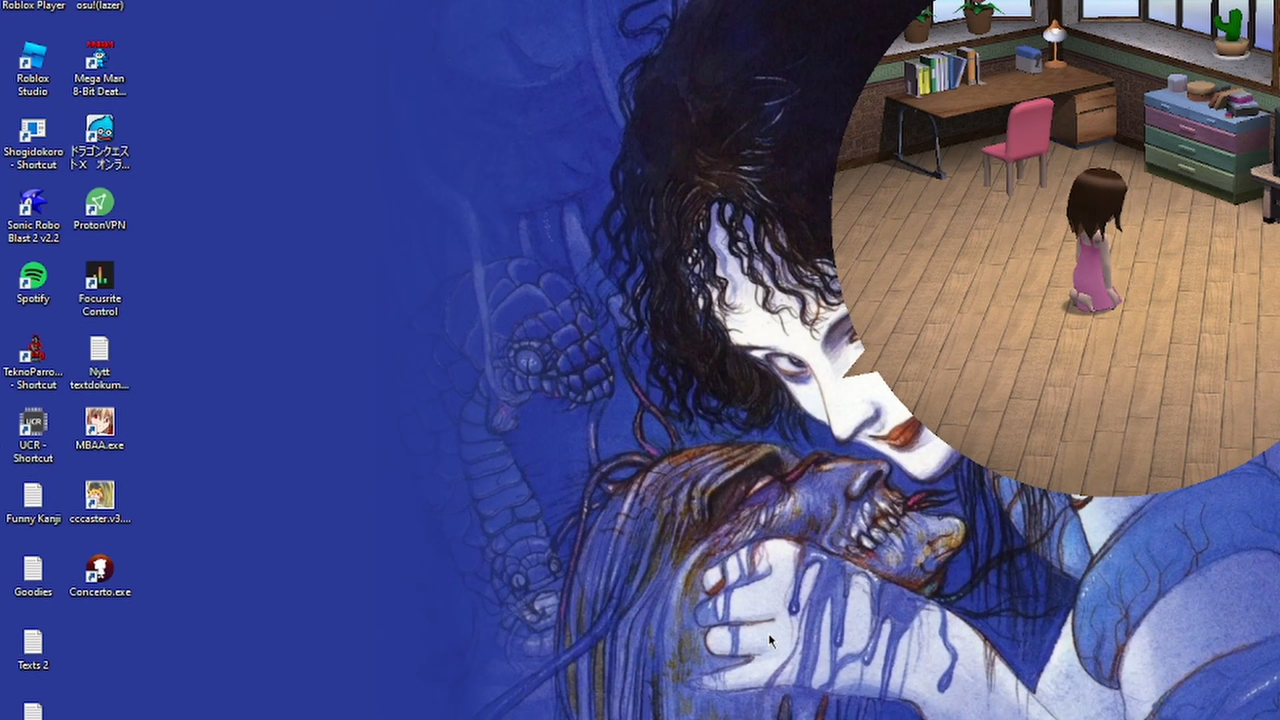 Roblox Player
osu!(lazer)
Roblox
Studio
Mega Man
8-Bit Deat...
Shogidokoro
- Shortcut
ドラゴンクエス
トX　オンラ...
Sonic Robo
Blast 2 v2.2
ProtonVPN
Spotify
Focusrite
Control
TeknoParro...
- Shortcut
Nytt
textdokum...
UCR
UCR -
Shortcut
MBAA.exe
Funny Kanji
cccaster.v3....
Goodies
Concerto.exe
Texts 2